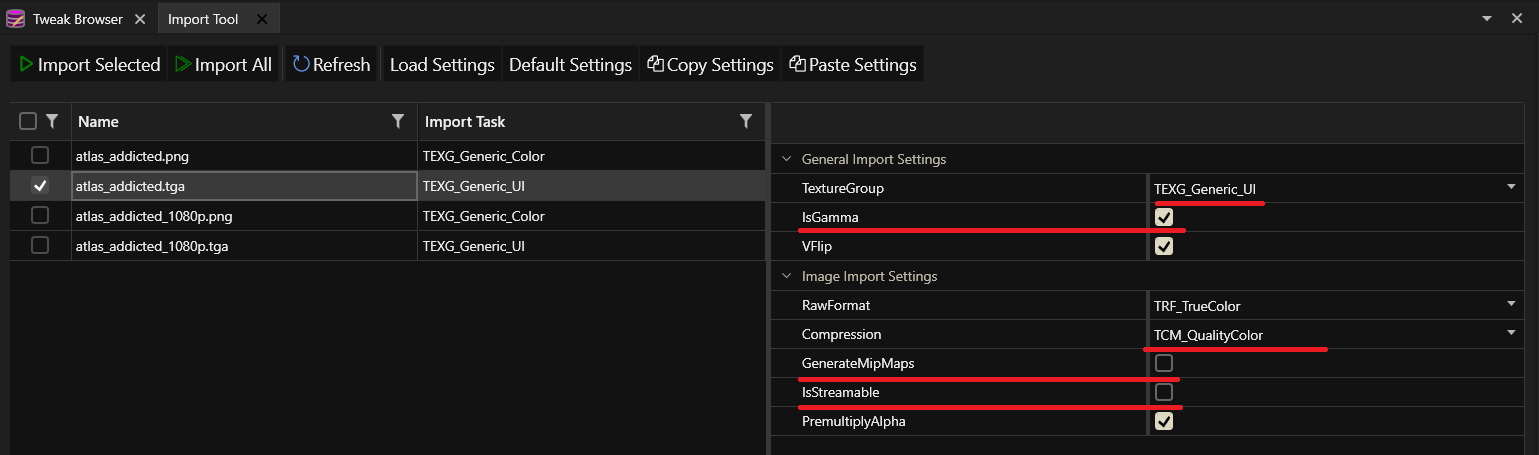 Tweak Browser Import Tool
Import Selected Import All Refresh Load Settings Default Settings Copy Settings Paste Settings
Name Import Task
atlas_addicted.png TEXG_Generic_Color
atlas_addicted.tga TEXG_Generic_UI
atlas_addicted_1080p.png TEXG_Generic_Color
atlas_addicted_1080p.tga TEXG_Generic_UI
General Import Settings
TextureGroup TEXG_Generic_UI
IsGamma
VFlip
Image Import Settings
RawFormat TRF_TrueColor
Compression TCM_QualityColor
GenerateMipMaps
IsStreamable
PremultiplyAlpha